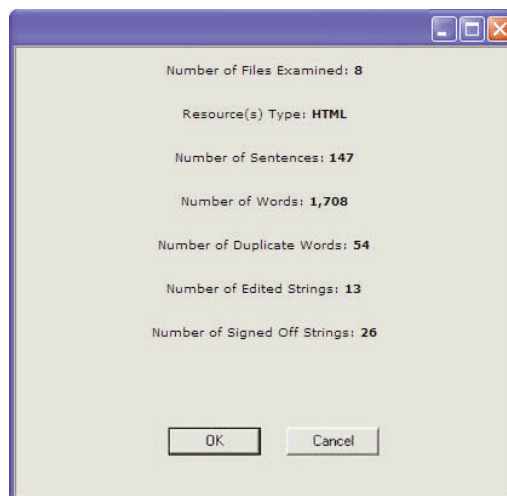 Number of Files Examined: 8
Resource(s) Type: HTML
Number of Sentences: 147
Number of Words: 1,708
Number of Duplicate Words: 54
Number of Edited Strings: 13
Number of Signed Off Strings: 26
OK Cancel